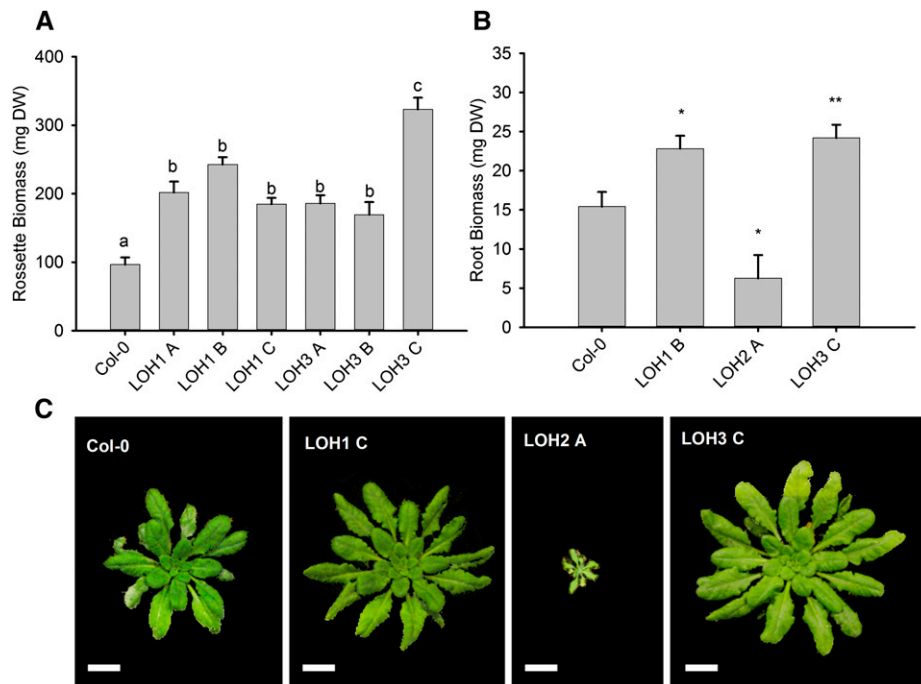 A
Rossette Biomass (mg DW)
400
300
200
100
0
a
b
b
b
b
b
c
Col-0
LOH1 A
LOH1 B
LOH1 C
LOH3 A
LOH3 B
LOH3 C
B
Root Biomass (mg DW)
35
30
25
20
15
10
5
0
*
*
**
Col-0
LOH1 B
LOH2 A
LOH3 C
C
Col-0
LOH1 C
LOH2 A
LOH3 C